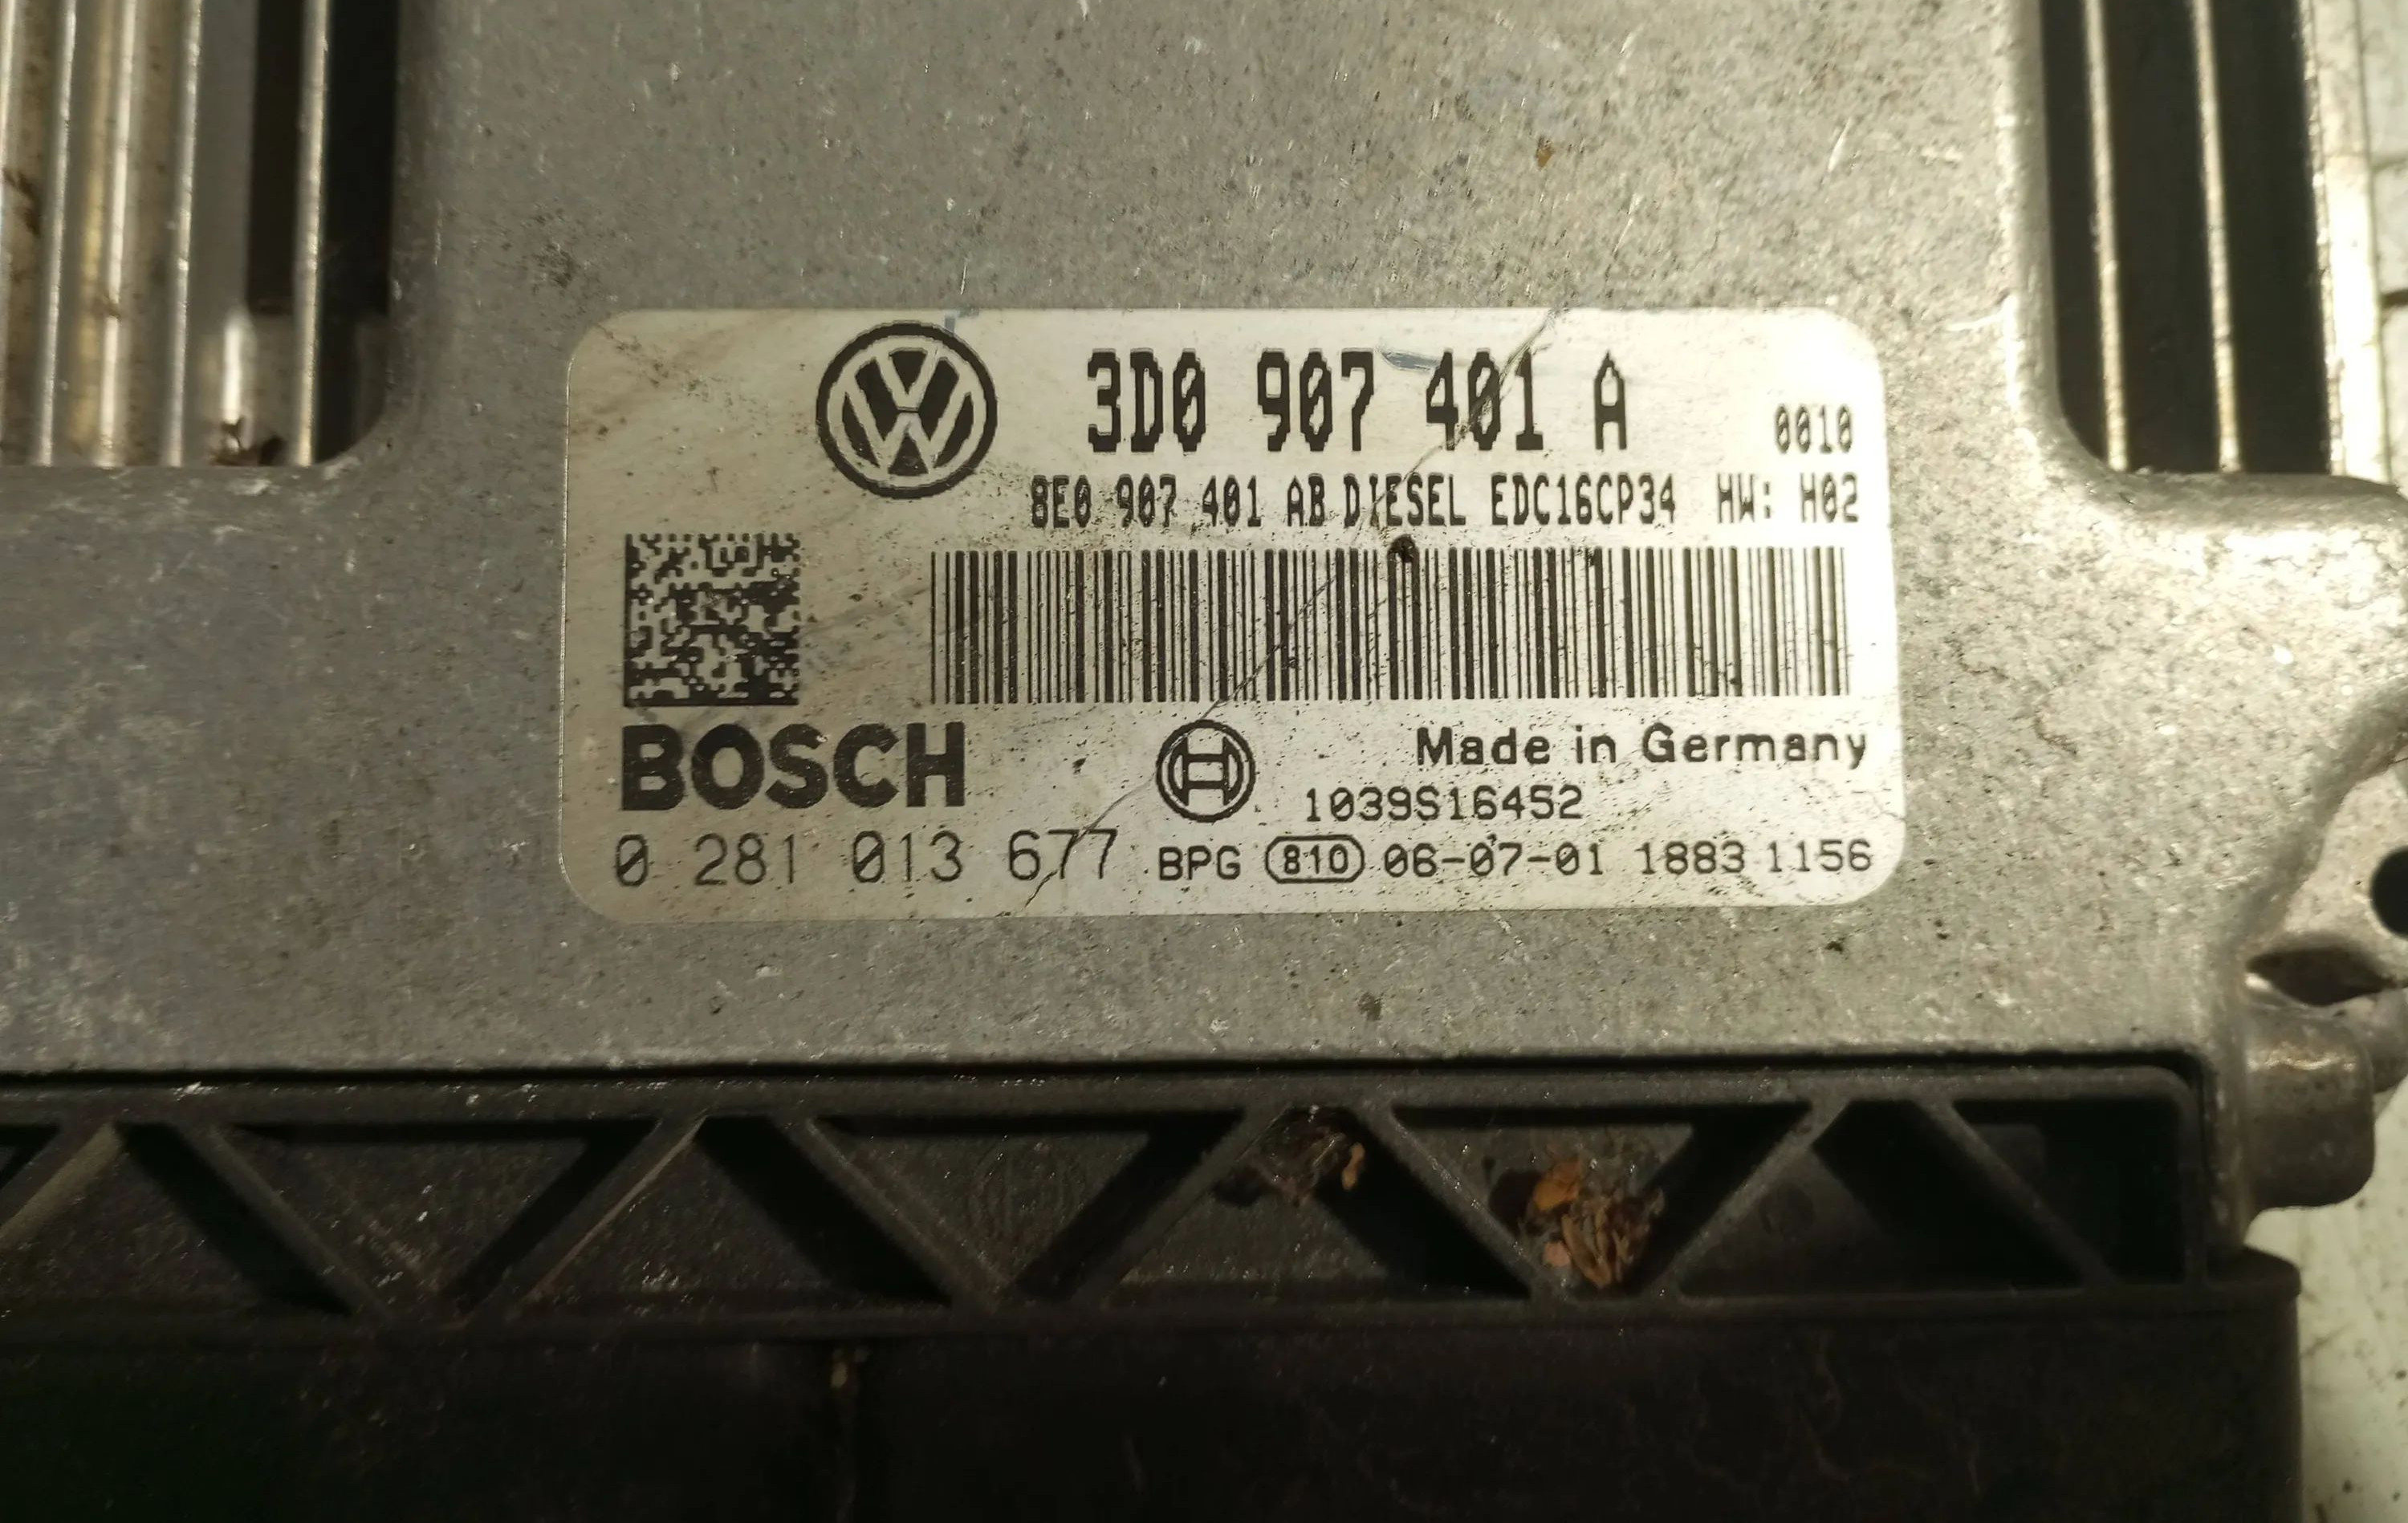 3D0 907 401 A 0010
8E0 907 401 AB DIESEL EDC16CP34 HW: H02
BOSCH Made in Germany
1039S16452
0 281 013 677 BPG 810 06-07-01 1883 1156